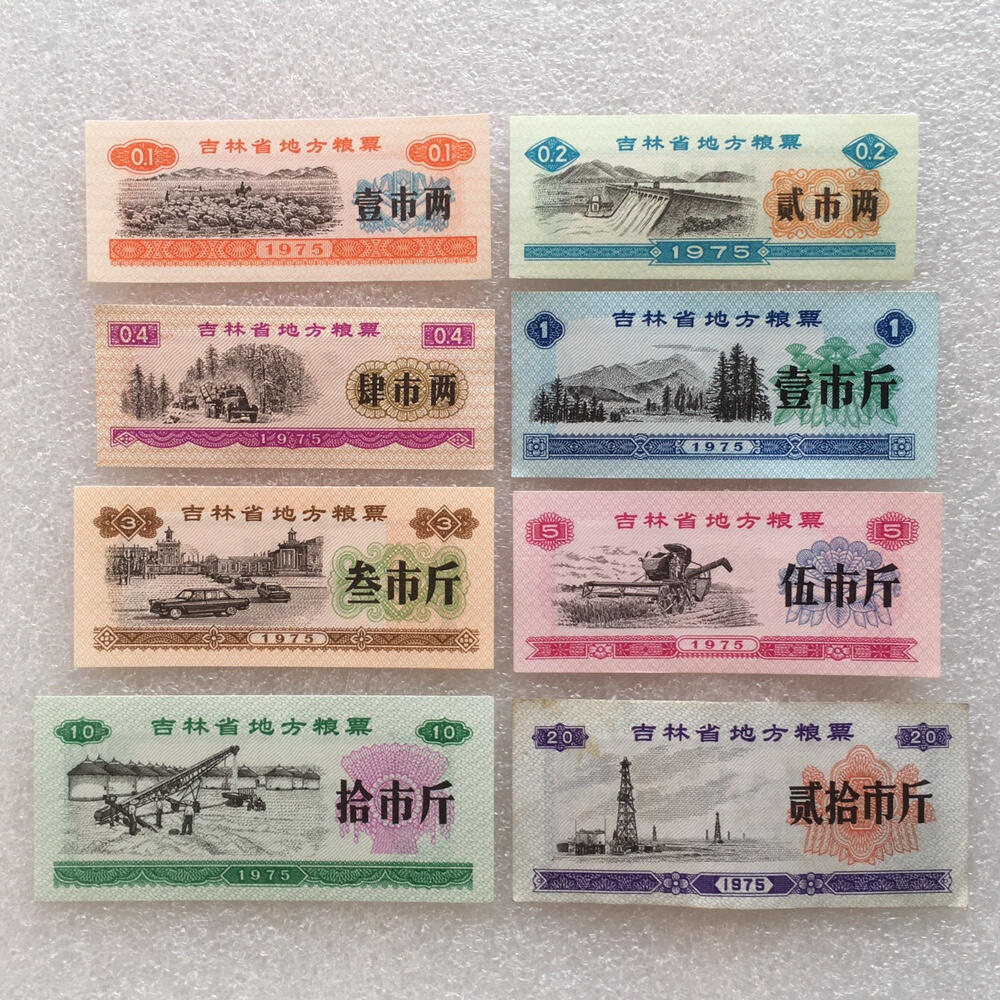 吉林省地方粮票
0.1 0.1
壹市两
1975
吉林省地方粮票
0.2 0.2
贰市两
1975
吉林省地方粮票
0.4 0.4
肆市两
1975
吉林省地方粮票
1 1
壹市斤
1975
吉林省地方粮票
3 3
叁市斤
1975
吉林省地方粮票
5 5
伍市斤
1975
吉林省地方粮票
10 10
拾市斤
1975
吉林省地方粮票
20 20
贰拾市斤
1975